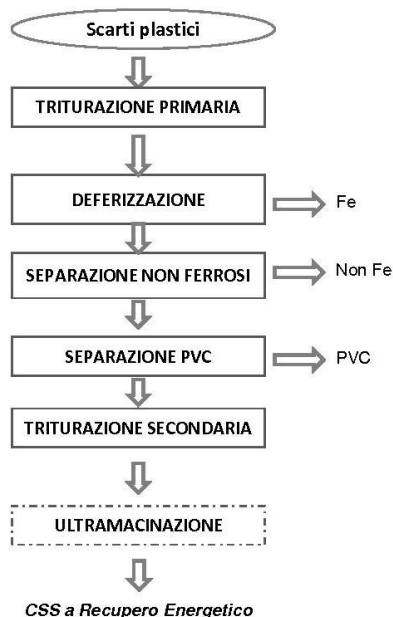 Scarti plastici
TRITURAZIONE PRIMARIA
DEFERIZZAZIONE
Fe
SEPARAZIONE NON FERROSI
Non Fe
SEPARAZIONE PVC
PVC
TRITURAZIONE SECONDARIA
ULTRAMACINAZIONE
CSS a Recupero Energetico